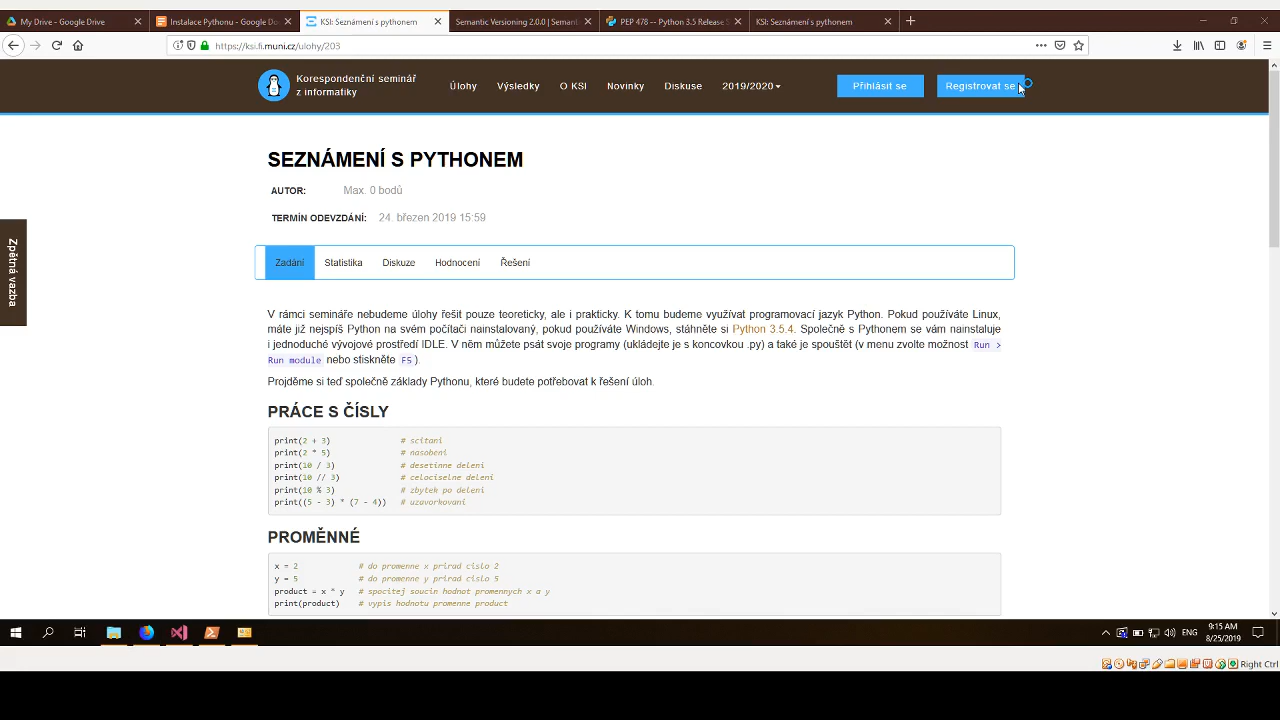 My Drive - Google Drive
Instalace Pythonu - Google Do
KSI: Seznámení s pythonem
Semantic Versioning 2.0.0 | Semanti
PEP 478 -- Python 3.5 Release S
KSI: Seznámení s pythonem
https://ksi.fi.muni.cz/ulohy/203
Korespondenční seminář
z informatiky
Úlohy
Výsledky
O KSI
Novinky
Diskuse
2019/2020
Přihlásit se
Registrovat se
SEZNÁMENÍ S PYTHONEM
AUTOR: Max. 0 bodů
TERMÍN ODEVZDÁNÍ: 24. březen 2019 15:59
Zpětná vazba
Zadání Statistika Diskuze Hodnocení Řešení
V rámci semináře nebudeme úlohy řešit pouze teoreticky, ale i prakticky. K tomu budeme využívat programovací jazyk Python. Pokud používáte Linux,
máte již nejspíš Python na svém počítači nainstalovaný, pokud používáte Windows, stáhněte si Python 3.5.4. Společně s Pythonem se vám nainstaluje
i jednoduché vývojové prostředí IDLE. V něm můžete psát svoje programy (ukládejte je s koncovkou .py) a také je spouštět (v menu zvolte možnost Run >
Run module nebo stiskněte F5 ).
Projděme si teď společně základy Pythonu, které budete potřebovat k řešení úloh.
PRÁCE S ČÍSLY
print(2 + 3) # scitani
print(2 * 5) # nasobeni
print(10 / 3) # desetinne deleni
print(10 // 3) # celociselne deleni
print(10 % 3) # zbytek po deleni
print((5 - 3) * (7 - 4)) # uzavorkovani
PROMĚNNÉ
x = 2 # do promenne x prirad cislo 2
y = 5 # do promenne y prirad cislo 5
product = x * y # spocitej soucin hodnot promennych x a y
print(product) # vypis hodnotu promenne product
ENG
9:15 AM
8/25/2019
Right Ctrl